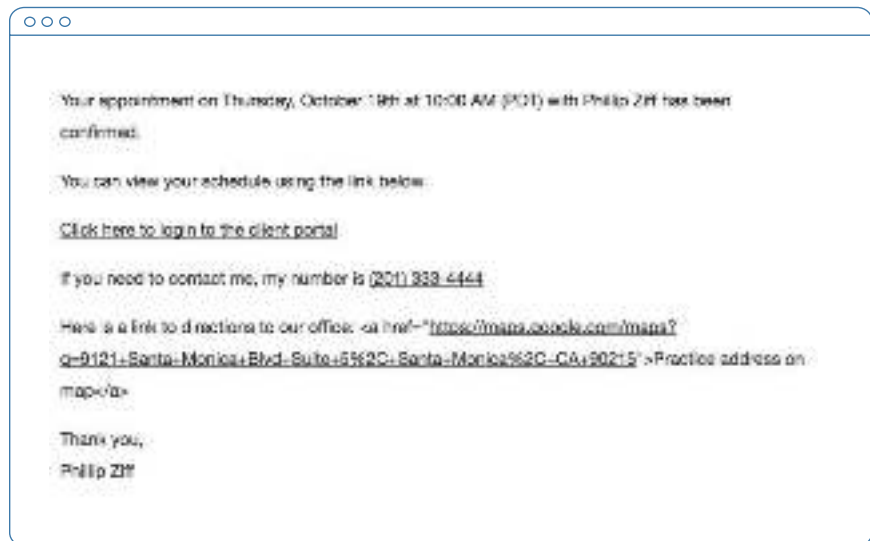 Your appointment on Thursday, October 19th at 10:00 AM (PDT) with Phillip Ziff has been
confirmed.
You can view your schedule using the link below.
Click here to login to the client portal
If you need to contact me, my number is (201) 333-4444
Here is a link to directions to our office: <a href="https://maps.google.com/maps?
q=9121+Santa+Monica+Blvd+Suite+5%2C+Santa+Monica%2C+CA+90215">Practice address on
map</a>
Thank you,
Phillip Ziff